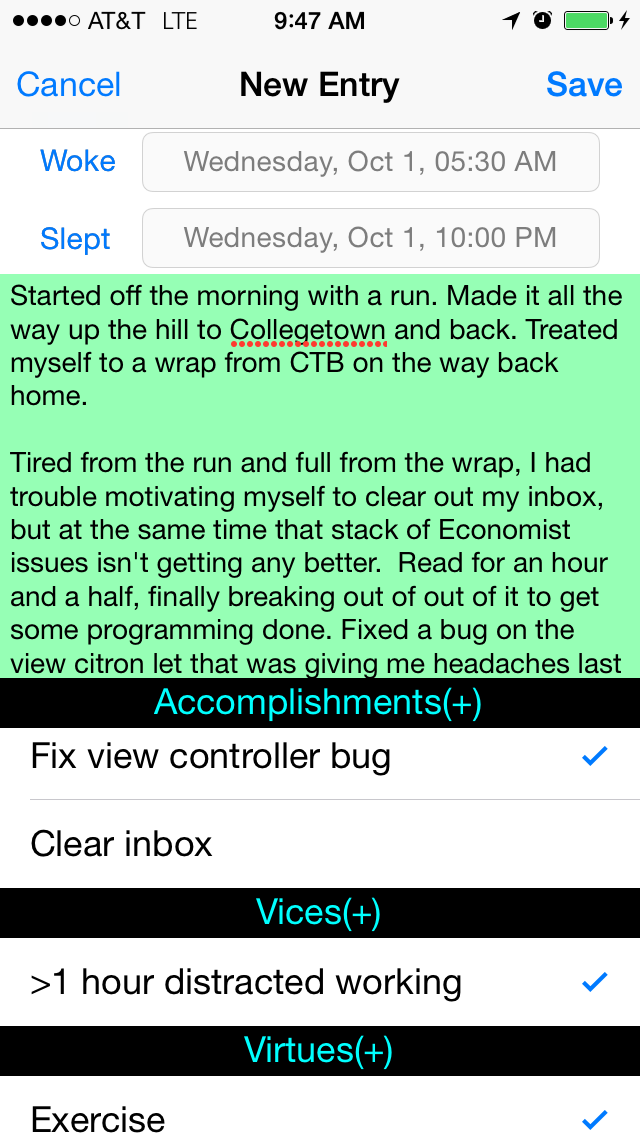 AT&T LTE 9:47 AM
Cancel New Entry Save
Woke Wednesday, Oct 1, 05:30 AM
Slept Wednesday, Oct 1, 10:00 PM
Started off the morning with a run. Made it all the
way up the hill to Collegetown and back. Treated
myself to a wrap from CTB on the way back
home.
Tired from the run and full from the wrap, I had
trouble motivating myself to clear out my inbox,
but at the same time that stack of Economist
issues isn't getting any better.  Read for an hour
and a half, finally breaking out of out of it to get
some programming done. Fixed a bug on the
view citron let that was giving me headaches last
Accomplishments(+)
Fix view controller bug
Clear inbox
Vices(+)
>1 hour distracted working
Virtues(+)
Exercise